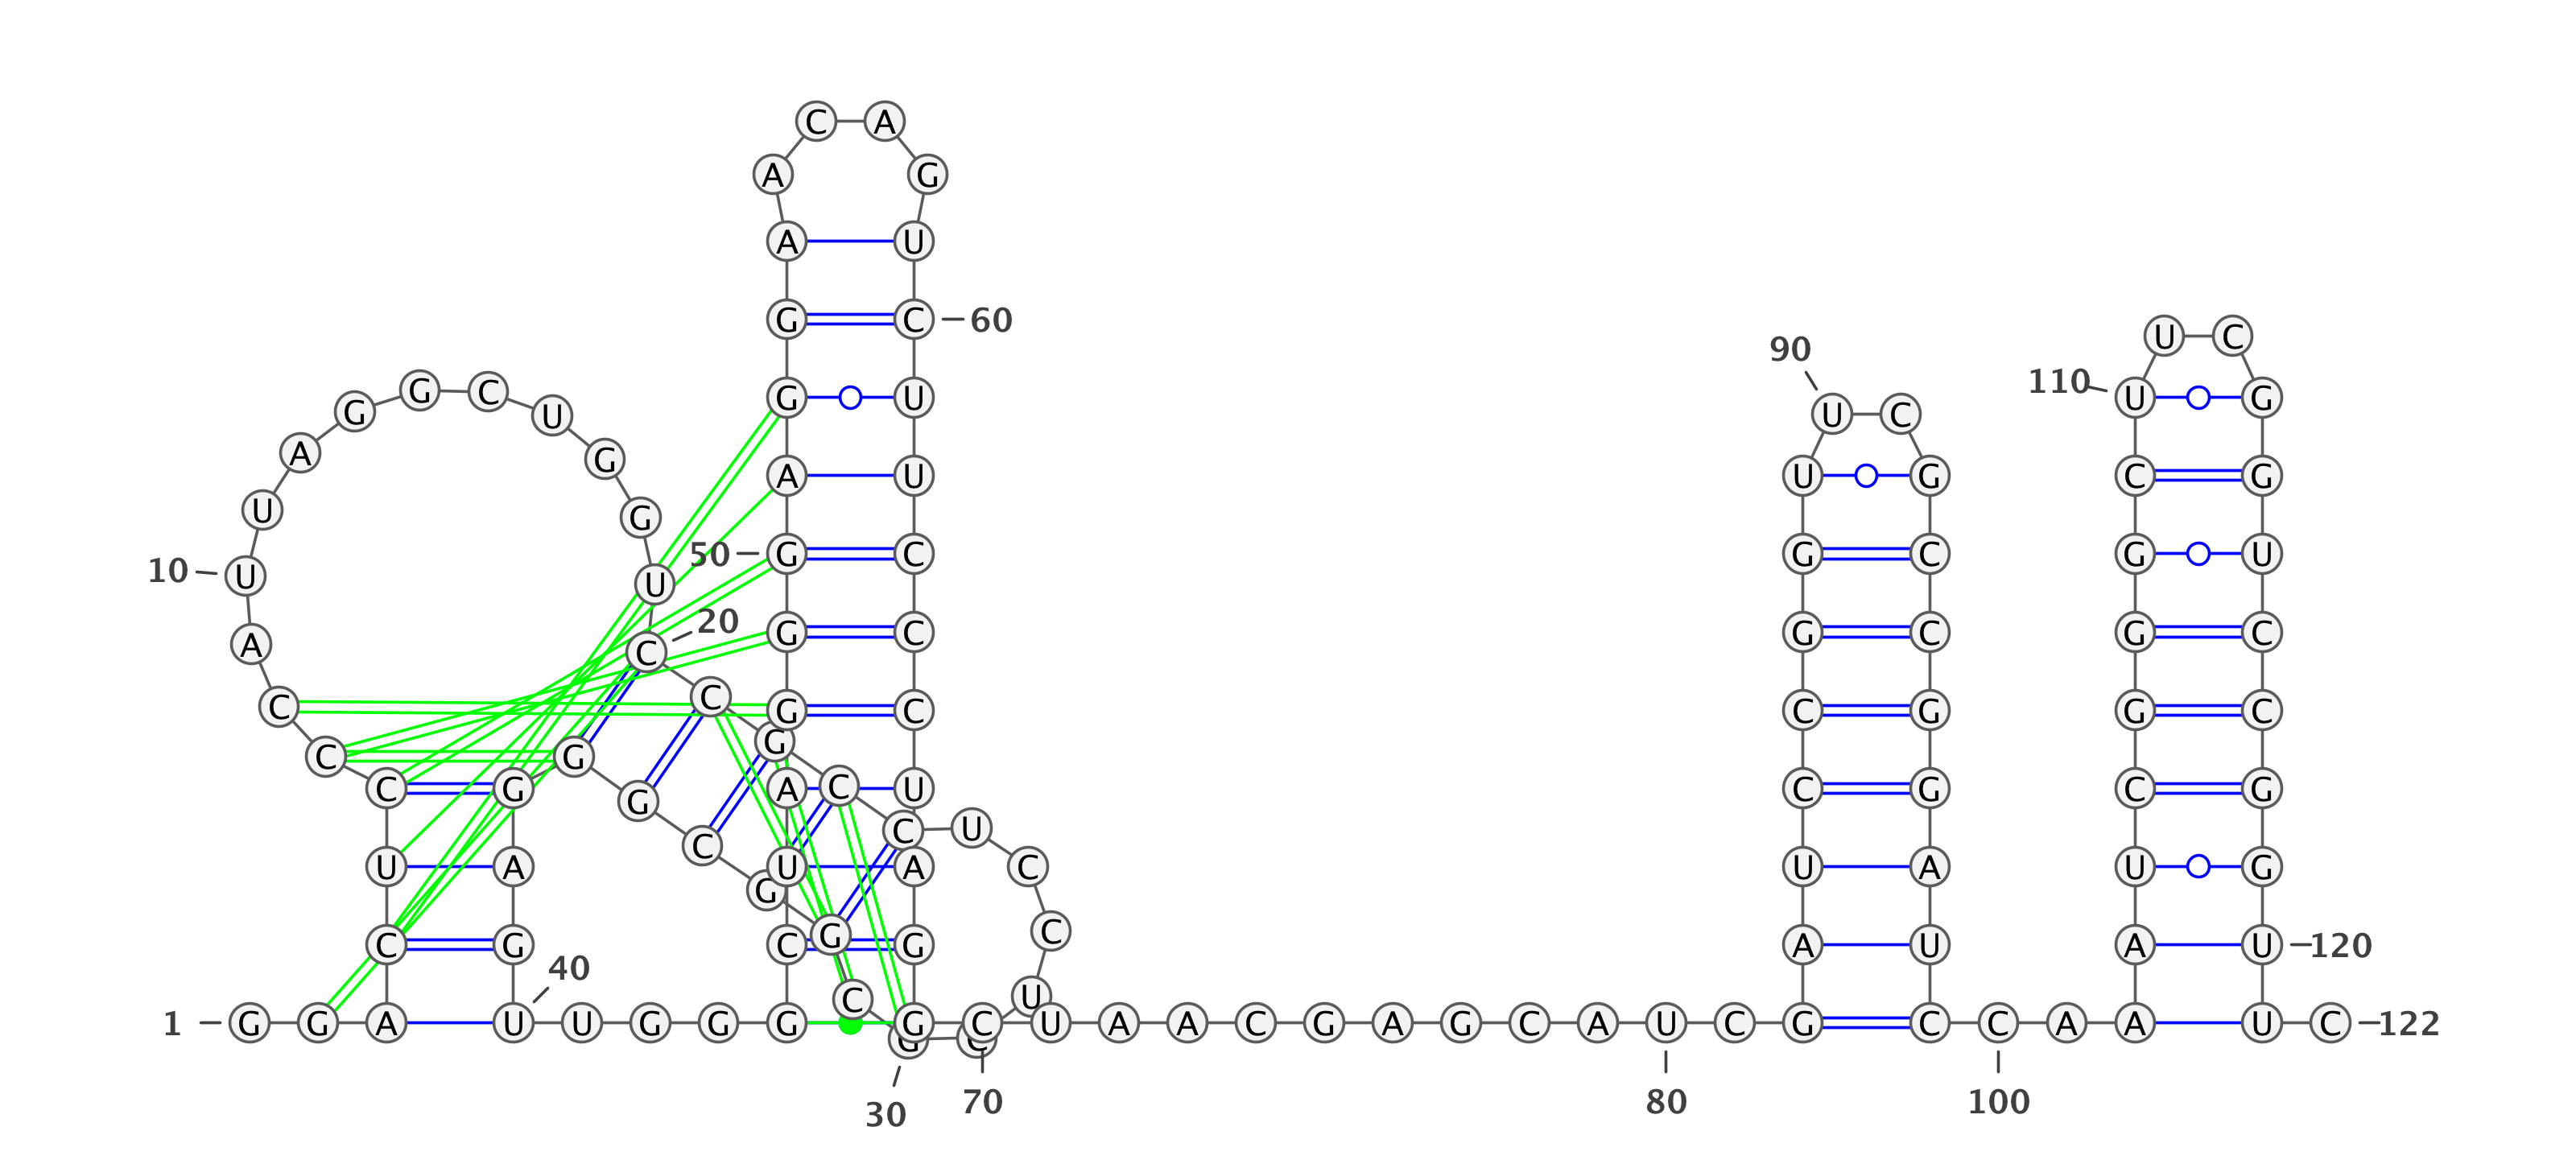 C A
A G
A U
G C 60
U C
90
110
G G C U
G U U G
U C
A G
A U U G C G
U G
50 G C G C G U
10 U U
20
G C G C G C
A C
C C G C C G G C
G
C G
C G A C U C G C G
G
C U
C
U A U A C U A U G
G
G C
C G C G A U A U 120
40
C U
1 G G A U U G G G G C U A A C G A G C A U C G C C A A U C 122
G C
70 80 100
30